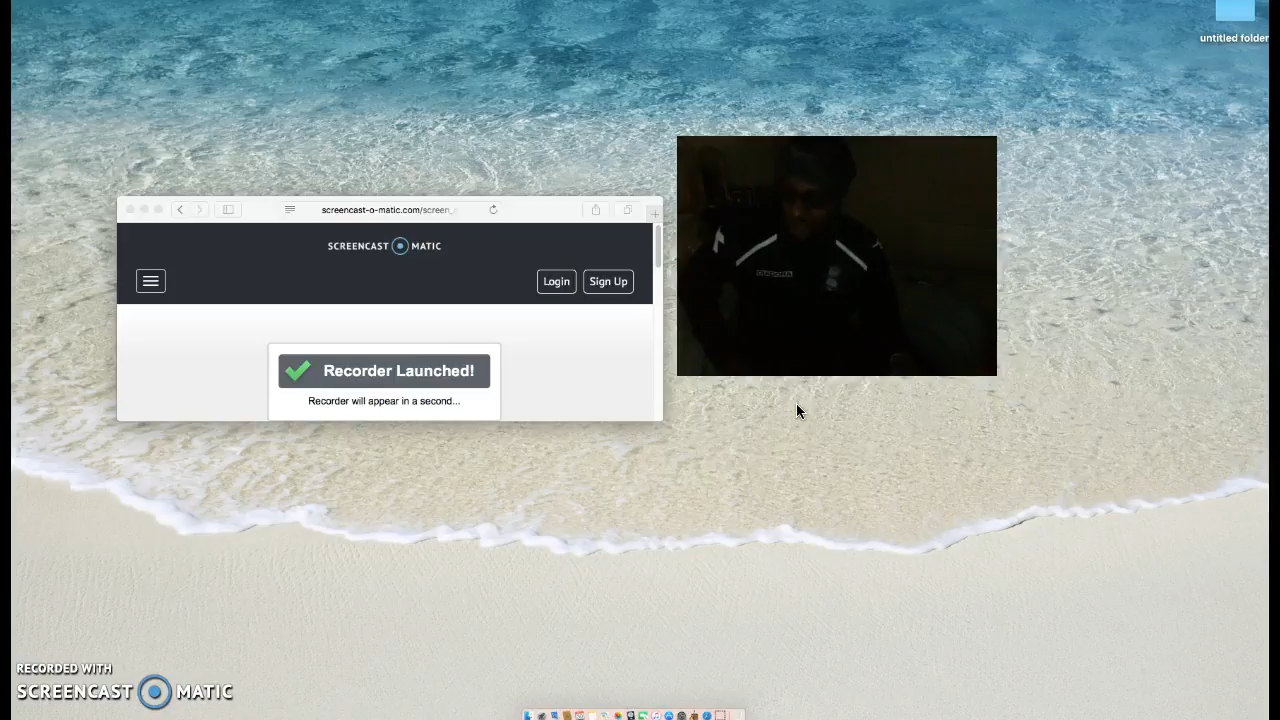 untitled folder
screencast-o-matic.com/screen_
SCREENCAST MATIC
Login Sign Up
Recorder Launched!
Recorder will appear in a second...
RECORDED WITH
SCREENCAST MATIC